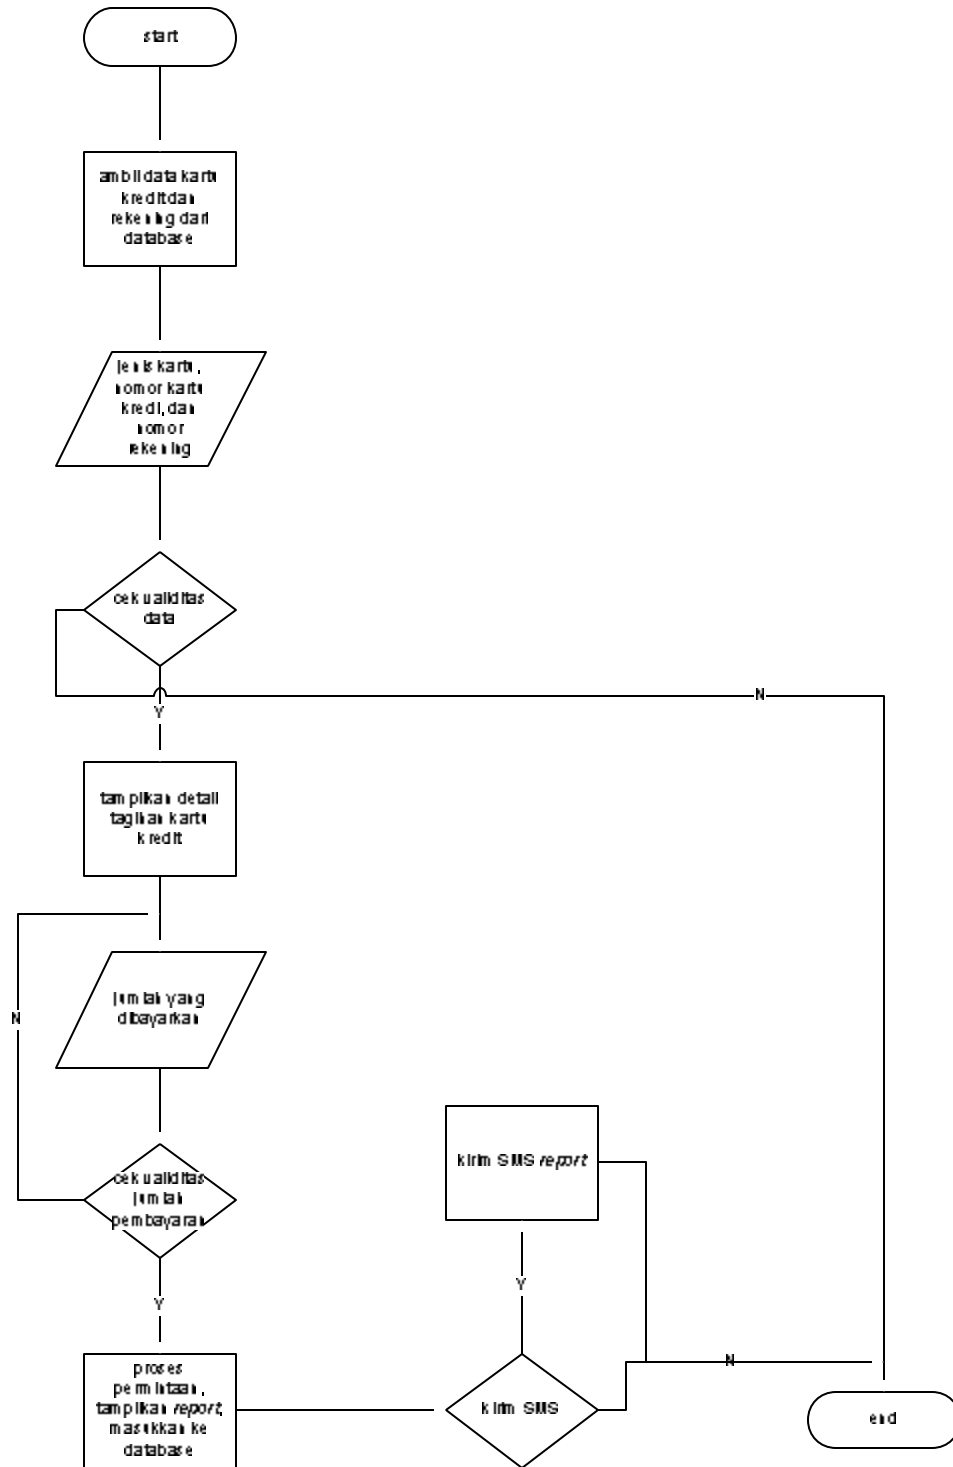 start
ambil data kartu
kredit dan
rekening dari
database
jenis kartu,
nomor kartu
kredi, dan
nomor
rekening
cek validitas
data
N
Y
tampilkan detail
tagihan kartu
kredit
jumlah yang
dibayarkan
N
cek validitas
jumlah
pembayaran
Y
proses
permintaan,
tampilkan report,
masukkan ke
database
kirim SMS report
Y
kirim SMS
N
end